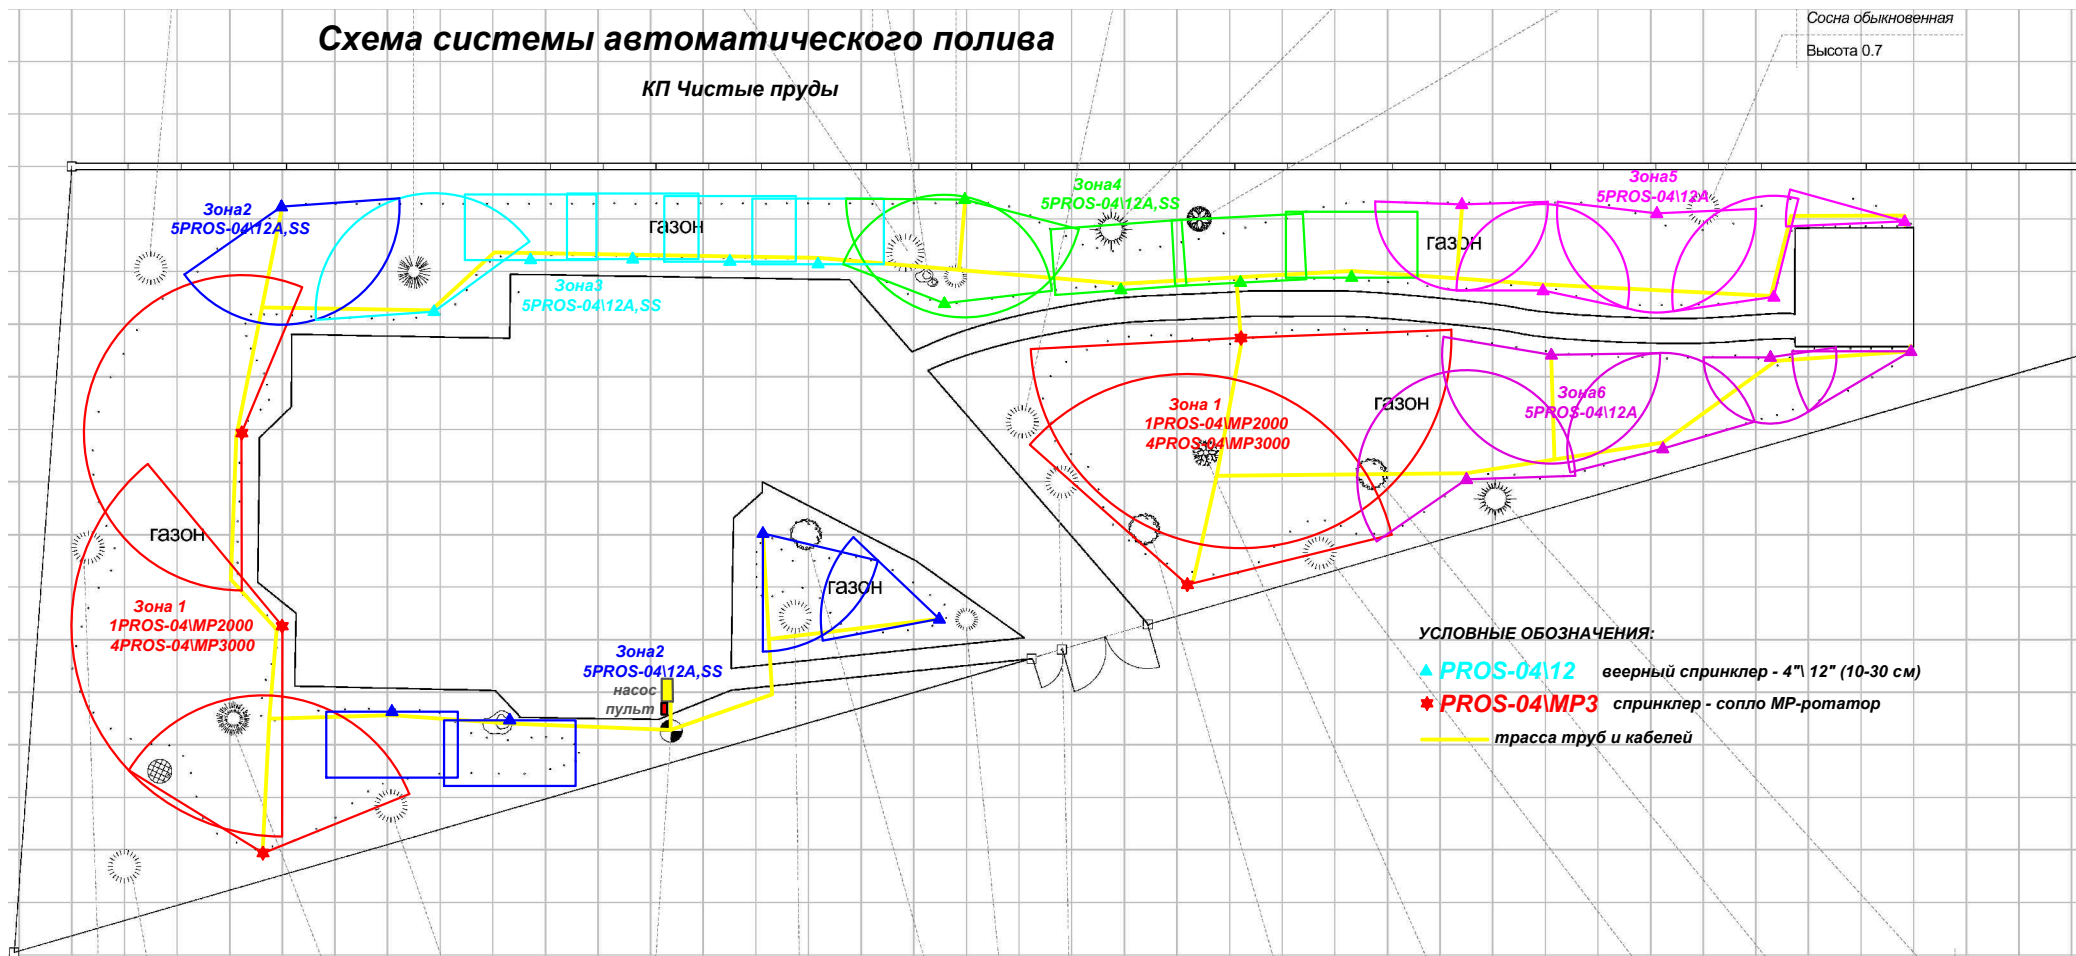 Схема системы автоматического полива
КП Чистые пруды
Сосна обыкновенная
Высота 0.7
Зона2
5PROS-04\12A,SS
газон
Зона3
5PROS-04\12A,SS
Зона4
5PROS-04\12A,SS
Зона5
5PROS-04\12A
газон
Зона 1
1PROS-04\MP2000
4PROS-04\MP3000
газон
Зона6
5PROS-04\12A
газон
газон
Зона 1
1PROS-04\MP2000
4PROS-04\MP3000
Зона2
5PROS-04\12A,SS
насос
пульт
УСЛОВНЫЕ ОБОЗНАЧЕНИЯ:
PROS-04\12 веерный спринклер - 4"\ 12" (10-30 см)
PROS-04\MP3 спринклер - сопло МР-ротатор
трасса труб и кабелей